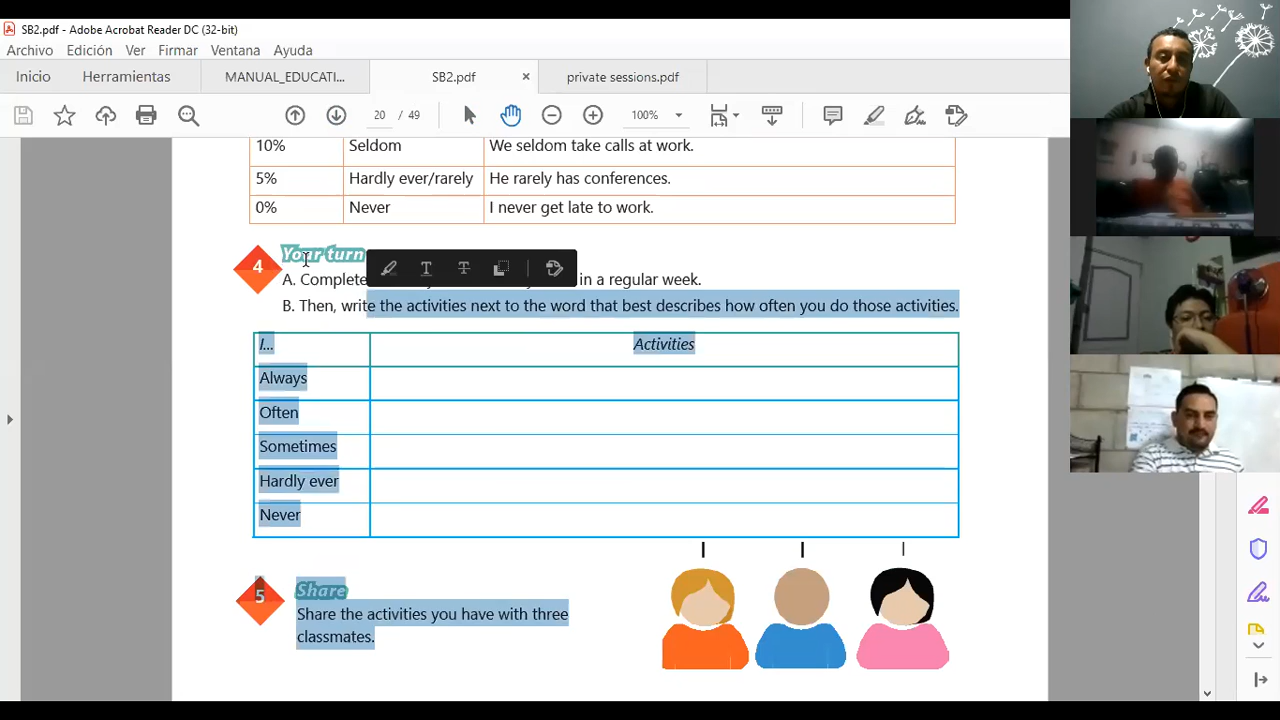 SB2.pdf - Adobe Acrobat Reader DC (32-bit)
Archivo Edición Ver Firmar Ventana Ayuda
Inicio Herramientas MANUAL_EDUCATI... SB2.pdf × private sessions.pdf
20 / 49 100%
10% Seldom We seldom take calls at work.
5% Hardly ever/rarely He rarely has conferences.
0% Never I never get late to work.
4 Your turn
A. Complete in a regular week.
B. Then, write the activities next to the word that best describes how often you do those activities.
I... Activities
Always
Often
Sometimes
Hardly ever
Never
5 Share
Share the activities you have with three
classmates.